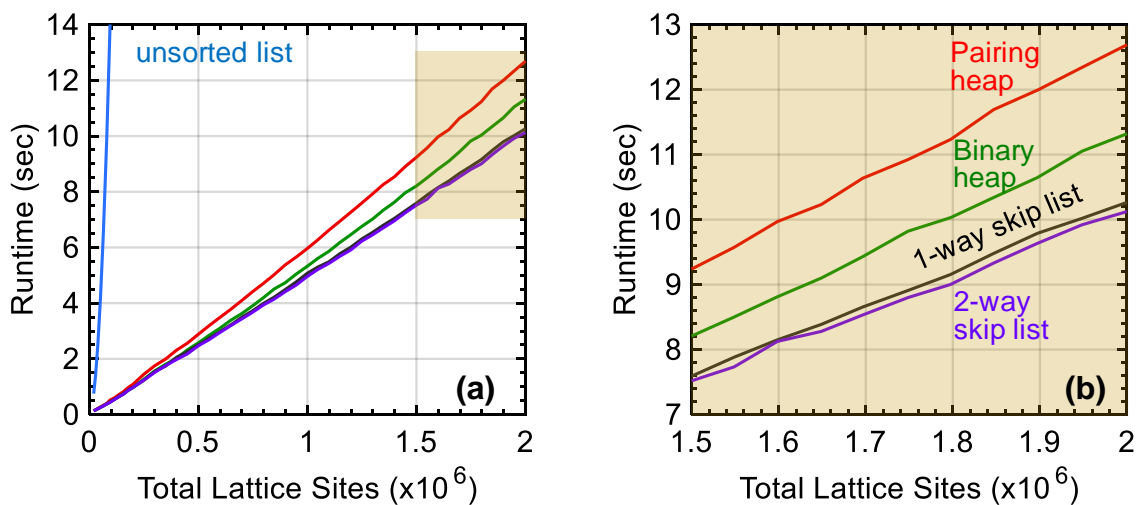 14
12
10
8
6
4
2
0
0
0.5
1
1.5
2
Runtime (sec)
Total Lattice Sites (x10 6)
unsorted list
(a)
13
12
11
10
9
8
7
1.5
1.6
1.7
1.8
1.9
2
Runtime (sec)
Total Lattice Sites (x10 6)
Pairing
heap
Binary
heap
1-way skip list
2-way
skip list
(b)